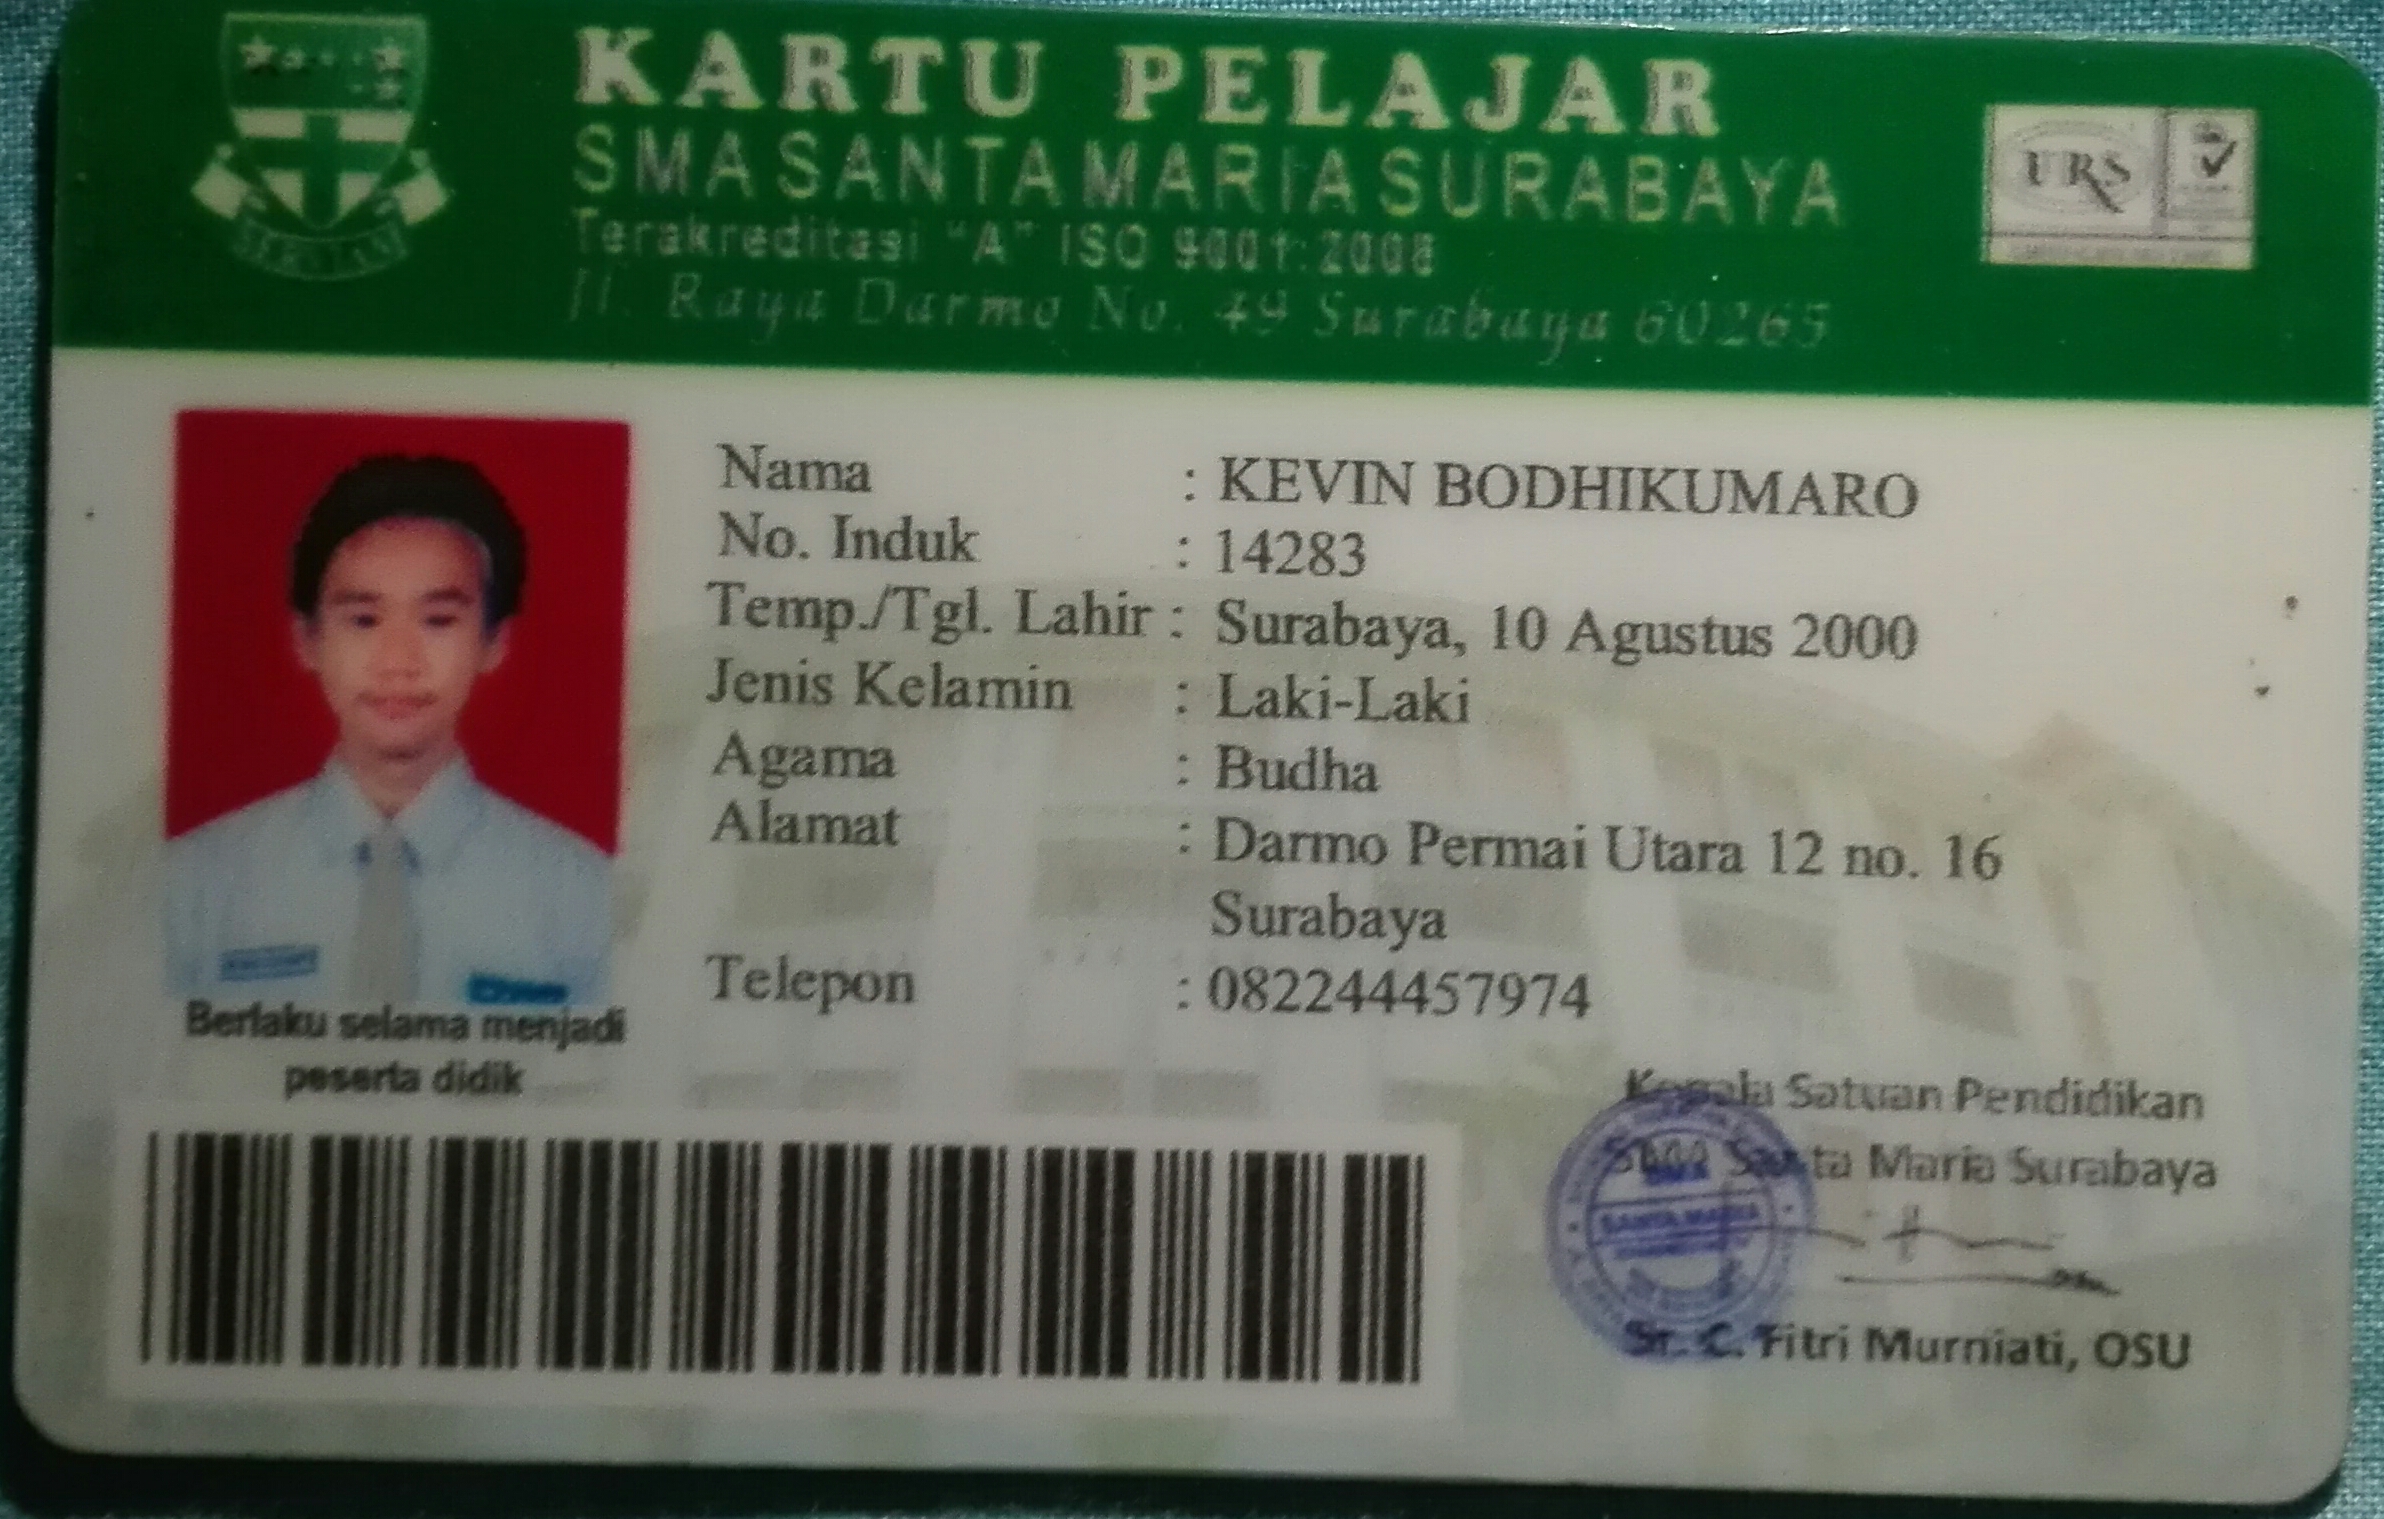 KARTU PELAJAR
SMA SANTA MARIA SURABAYA
Terakreditasi "A" ISO 9001:2008
Jl. Raya Darmo No. 49 Surabaya 60265
SERVIAM
URS
Nama : KEVIN BODHIKUMARO
No. Induk : 14283
Temp./Tgl. Lahir : Surabaya, 10 Agustus 2000
Jenis Kelamin : Laki-Laki
Agama : Budha
Alamat : Darmo Permai Utara 12 no. 16
Surabaya
Telepon : 082244457974
Berlaku selama menjadi
peserta didik
Kepala Satuan Pendidikan
SMA Santa Maria Surabaya
SANTA MARIA
Sr. C. Fitri Murniati, OSU